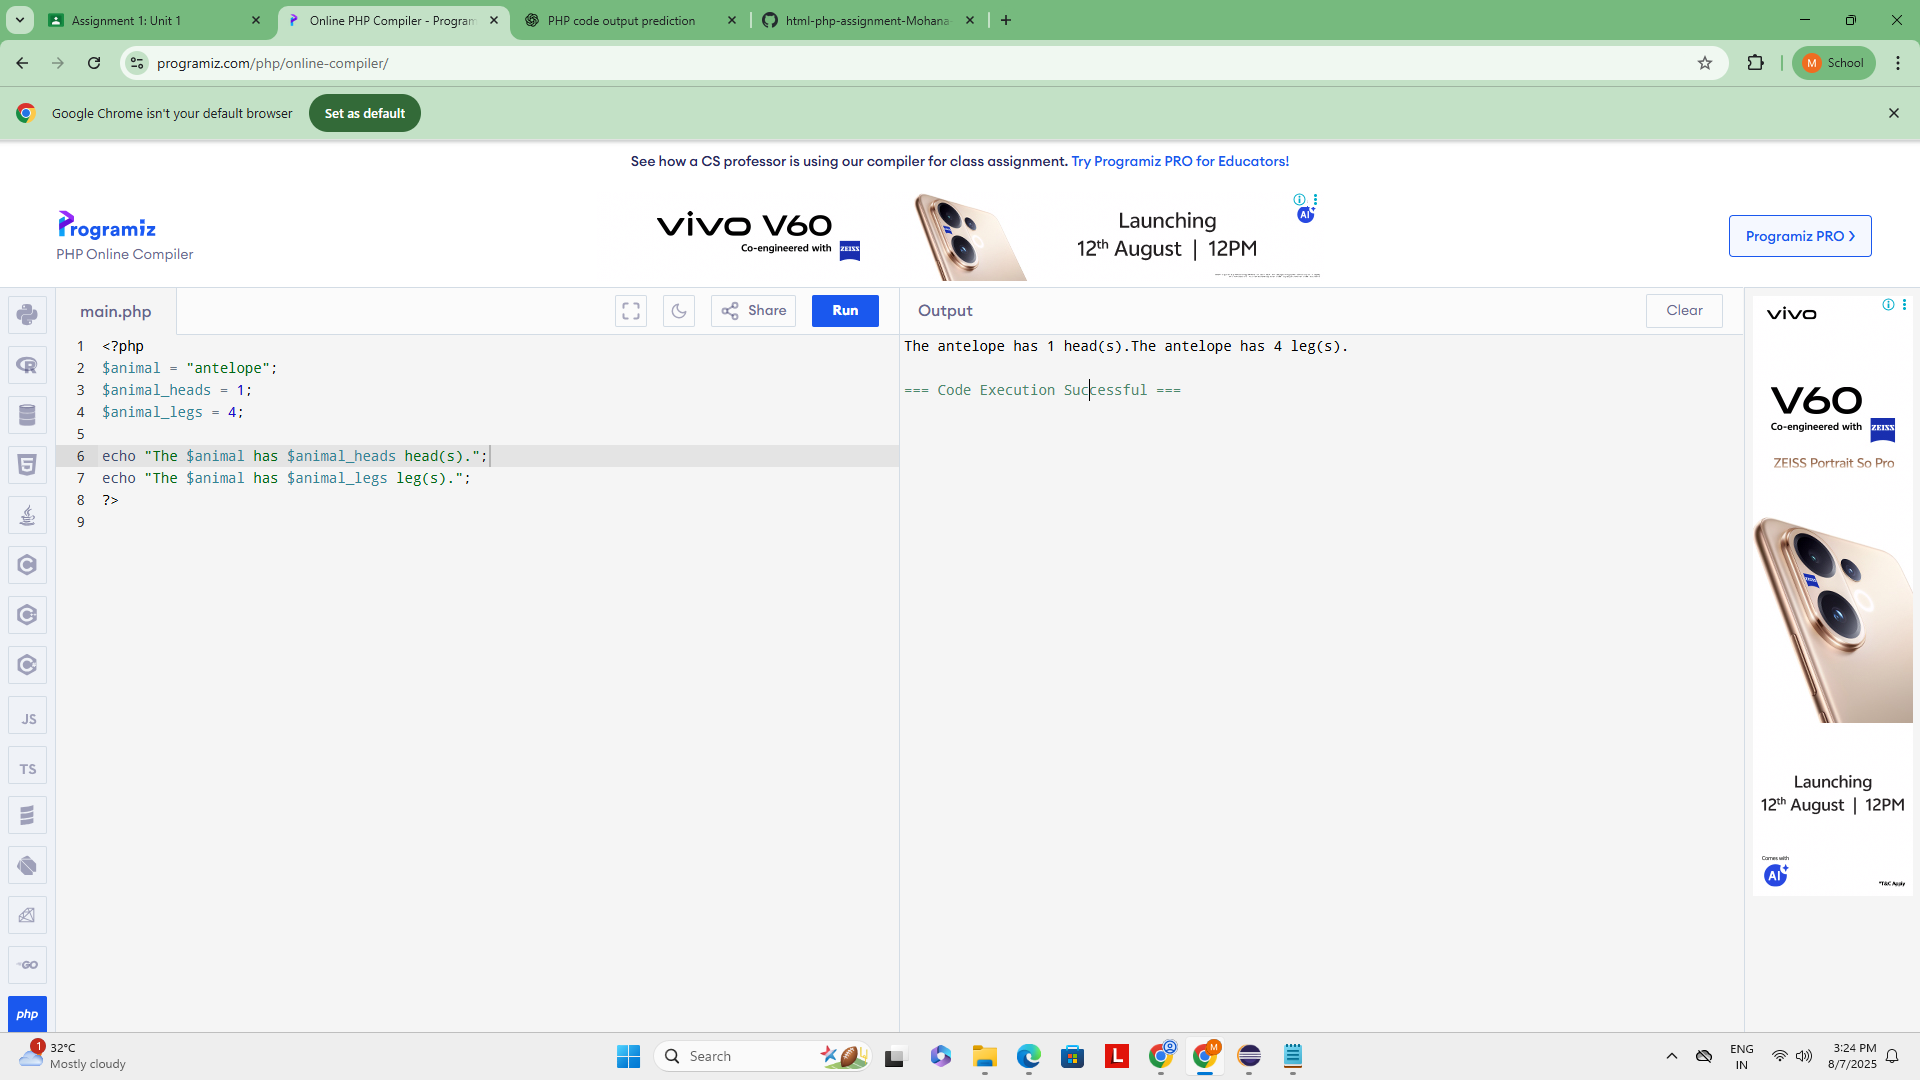 Assignment 1: Unit 1
Online PHP Compiler - Program
PHP code output prediction
html-php-assignment-Mohana
programiz.com/php/online-compiler/
M School
Google Chrome isn't your default browser
Set as default
See how a CS professor is using our compiler for class assignment. Try Programiz PRO for Educators!
Programiz
PHP Online Compiler
vivo V60
Co-engineered with ZEISS
Launching
12th August | 12PM
AI
Programiz PRO
main.php
Share
Run
Output
Clear
1 <?php
2 $animal = "antelope";
3 $animal_heads = 1;
4 $animal_legs = 4;
5
6 echo "The $animal has $animal_heads head(s).";
7 echo "The $animal has $animal_legs leg(s).";
8 ?>
9
The antelope has 1 head(s).The antelope has 4 leg(s).
=== Code Execution Successful ===
JS
TS
GO
php
vivo
V60
Co-engineered with ZEISS
ZEISS Portrait So Pro
Launching
12th August | 12PM
Comes with
AI
*T&C Apply
1
32°C
Mostly cloudy
Search
L
M
ENG
IN
3:24 PM
8/7/2025